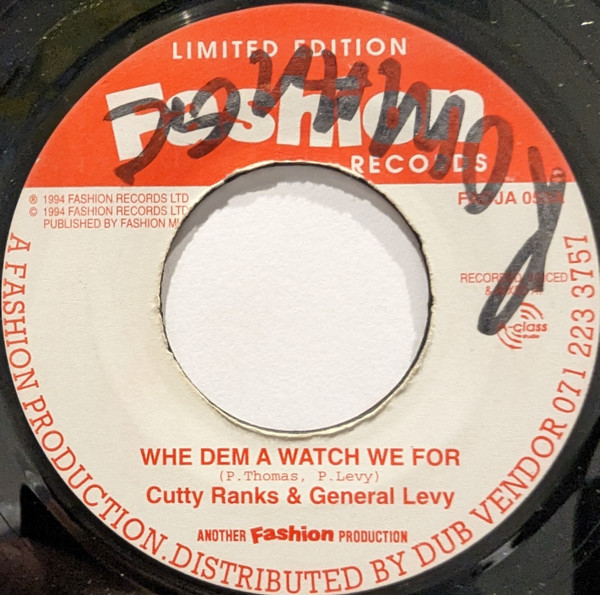 LIMITED EDITION
Fashion
RECORDS
℗ 1994 FASHION RECORDS LTD
© 1994 FASHION RECORDS LTD
PUBLISHED BY FASHION
A-class
studio
WHE DEM A WATCH WE FOR
(P.Thomas, P.Levy)
Cutty Ranks & General Levy
ANOTHER Fashion PRODUCTION
A FASHION PRODUCTION.DISTRIBUTED BY DUB VENDOR 071 223 3757